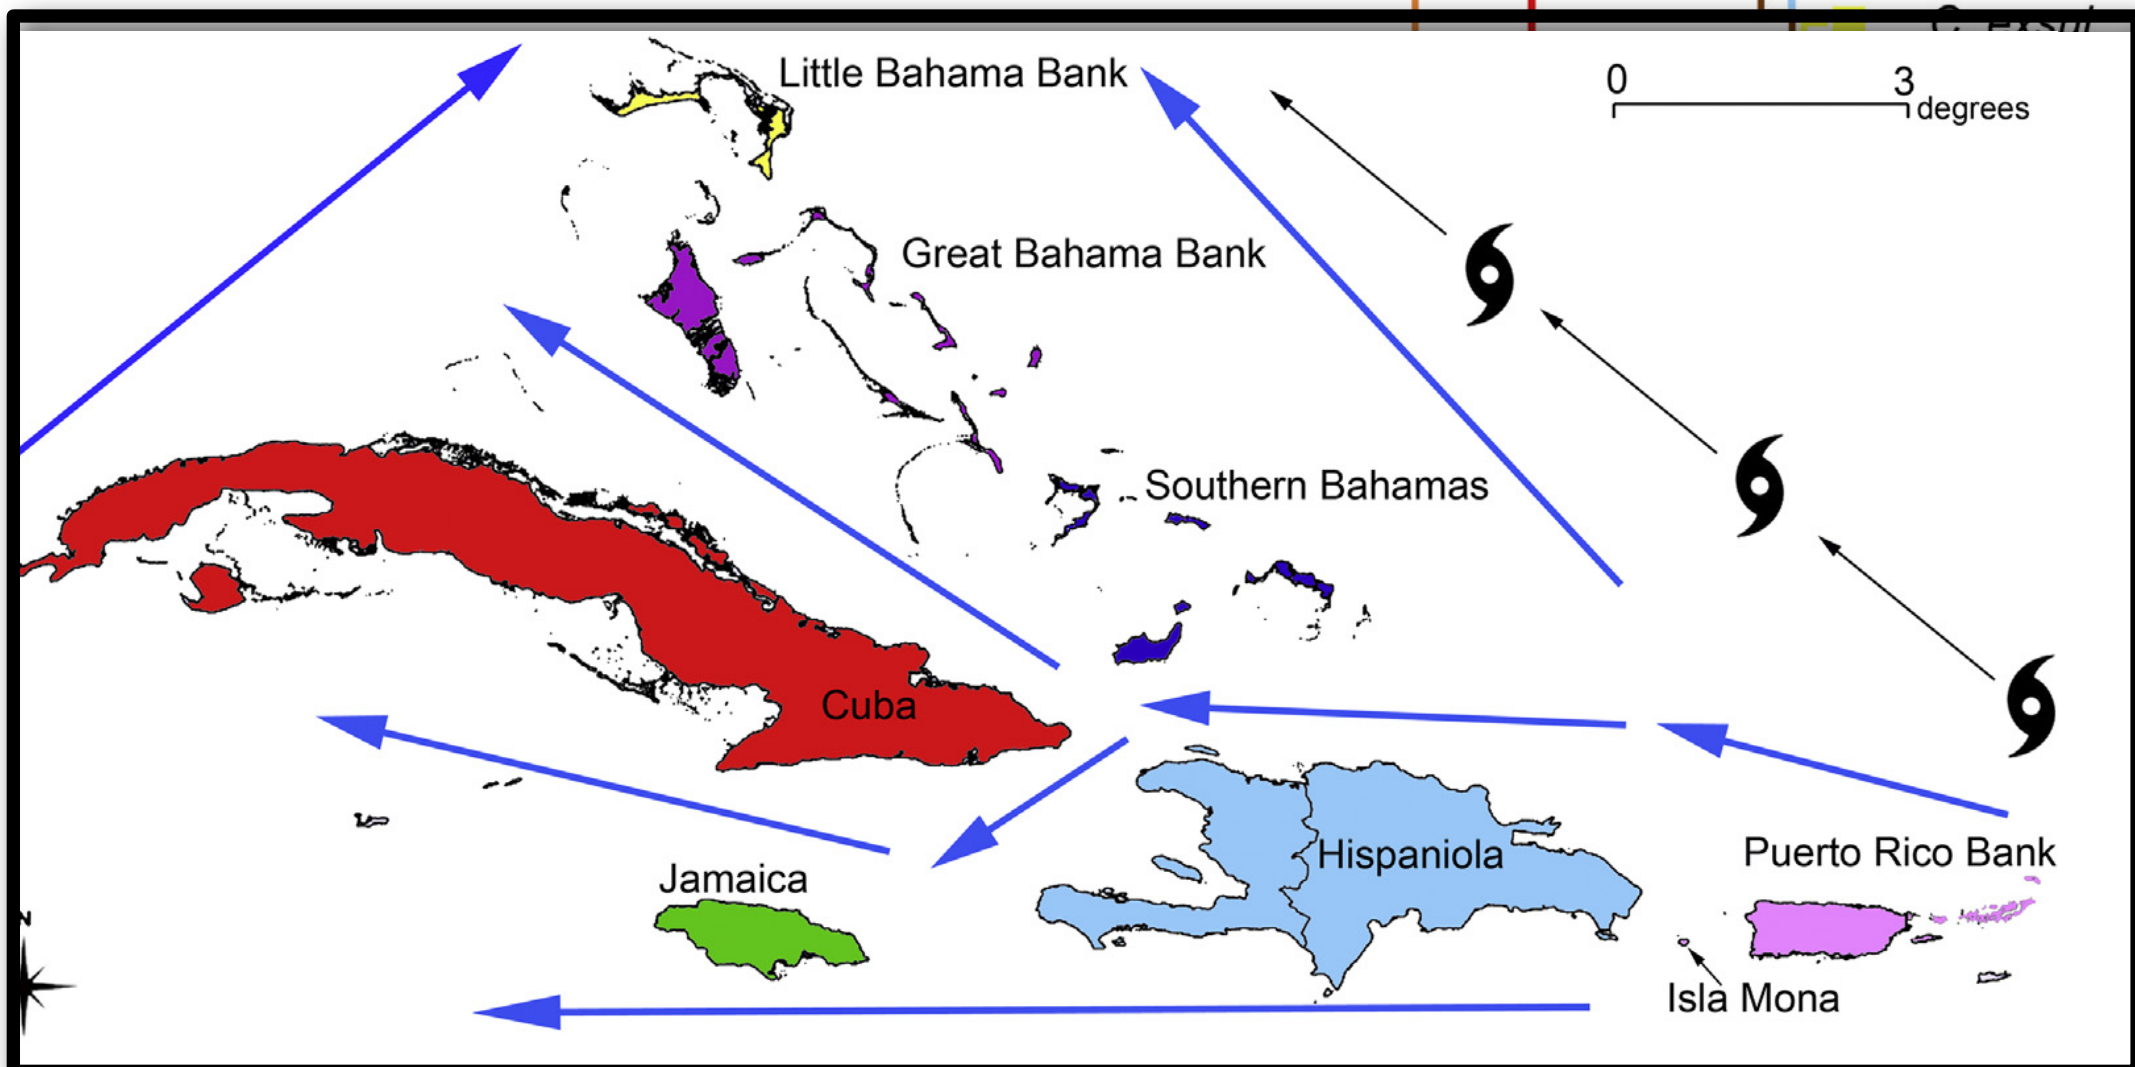 C. exsul
Little Bahama Bank
0 3
degrees
Great Bahama Bank
Southern Bahamas
Cuba
Hispaniola
Puerto Rico Bank
Jamaica
Isla Mona
N